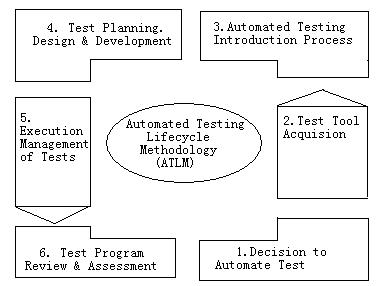 4. Test Planning.
Design & Development
3.Automated Testing
Introduction Process
5.
Execution
Management
of Tests
Automated Testing
Lifecycle
Methodology
(ATLM)
2.Test Tool
Acquision
6. Test Program
Review & Assessment
1.Decision to
Automate Test